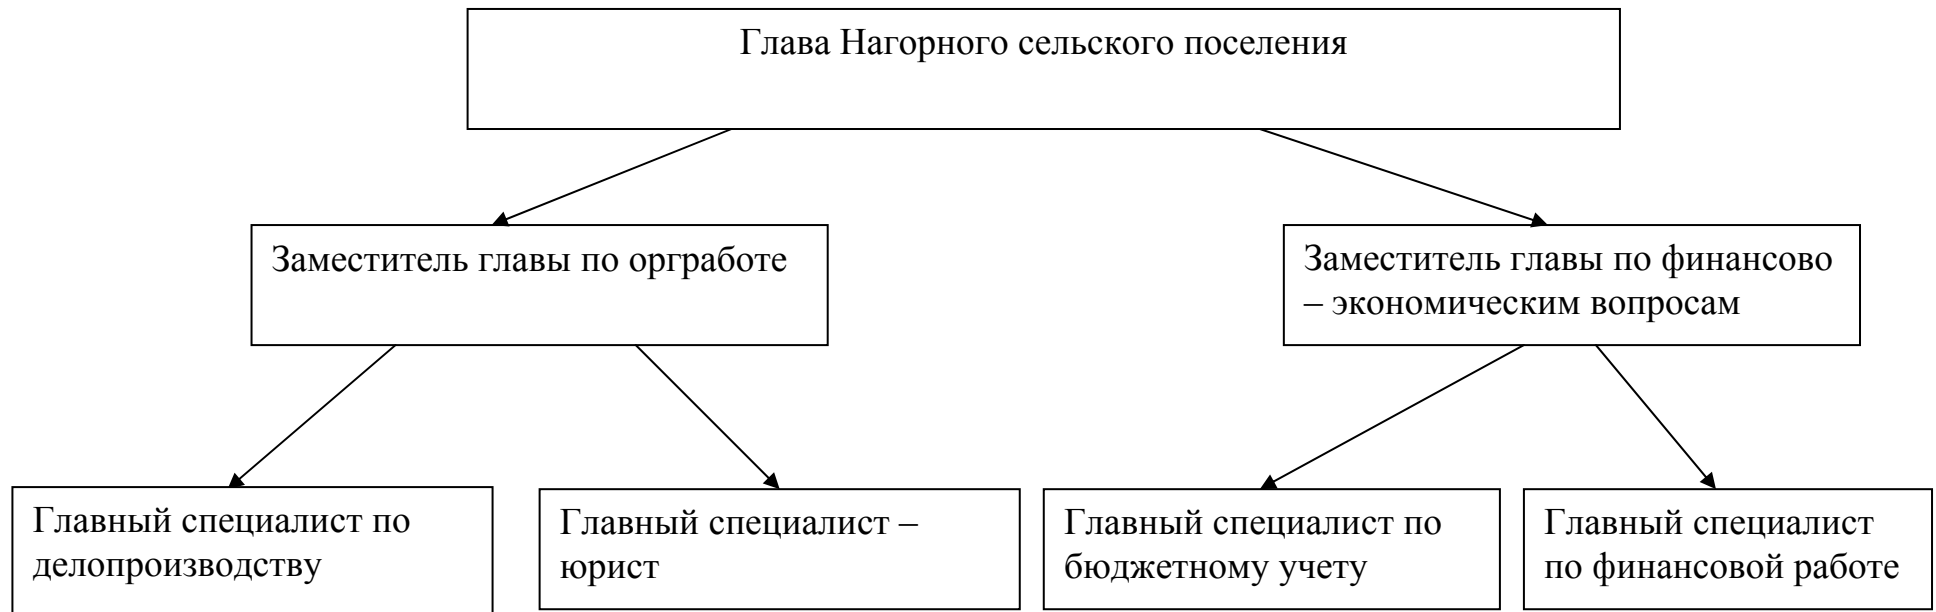 Глава Нагорного сельского поселения
Заместитель главы по оргработе
Заместитель главы по финансово
– экономическим вопросам
Главный специалист по
делопроизводству
Главный специалист –
юрист
Главный специалист по
бюджетному учету
Главный специалист
по финансовой работе